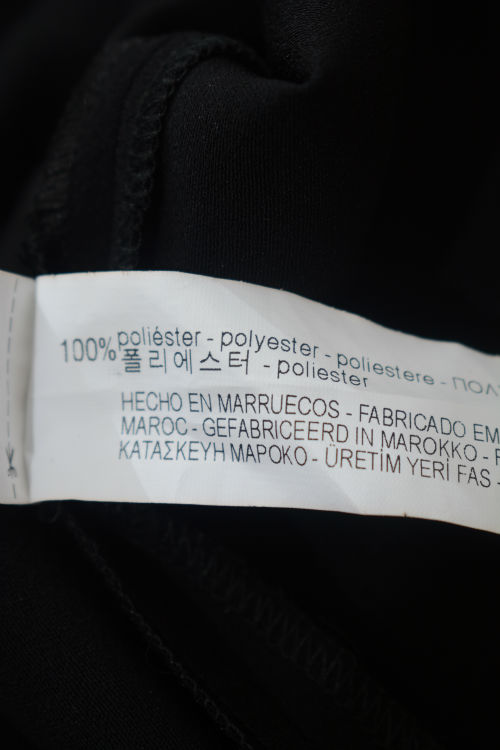 100% poliéster - polyester - poliestere - ΠΟΛ
폴리에스터 - poliester
HECHO EN MARRUECOS - FABRICADO EM
MAROC - GEFABRICEERD IN MAROKKO -
ΚΑΤΑΣΚΕΥΗ ΜΑΡΟΚΟ - ÜRETİM YERİ FAS -